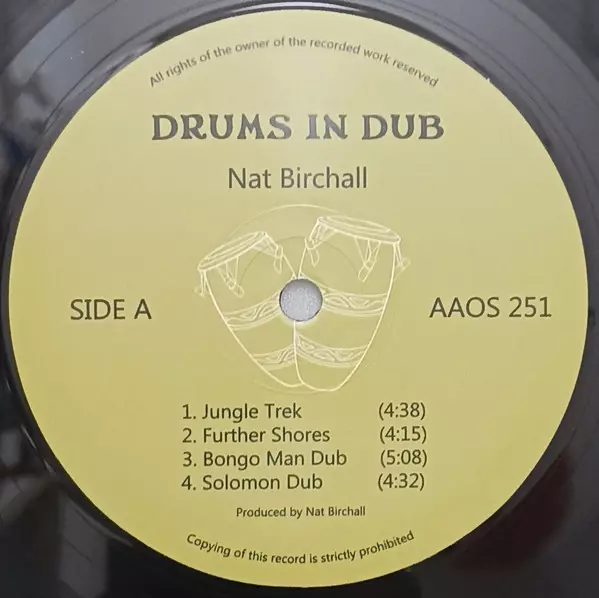 All rights of the owner of the recorded work reserved
DRUMS IN DUB
Nat Birchall
SIDE A
AAOS 251
1. Jungle Trek (4:38)
2. Further Shores (4:15)
3. Bongo Man Dub (5:08)
4. Solomon Dub (4:32)
Produced by Nat Birchall
Copying of this record is strictly prohibited